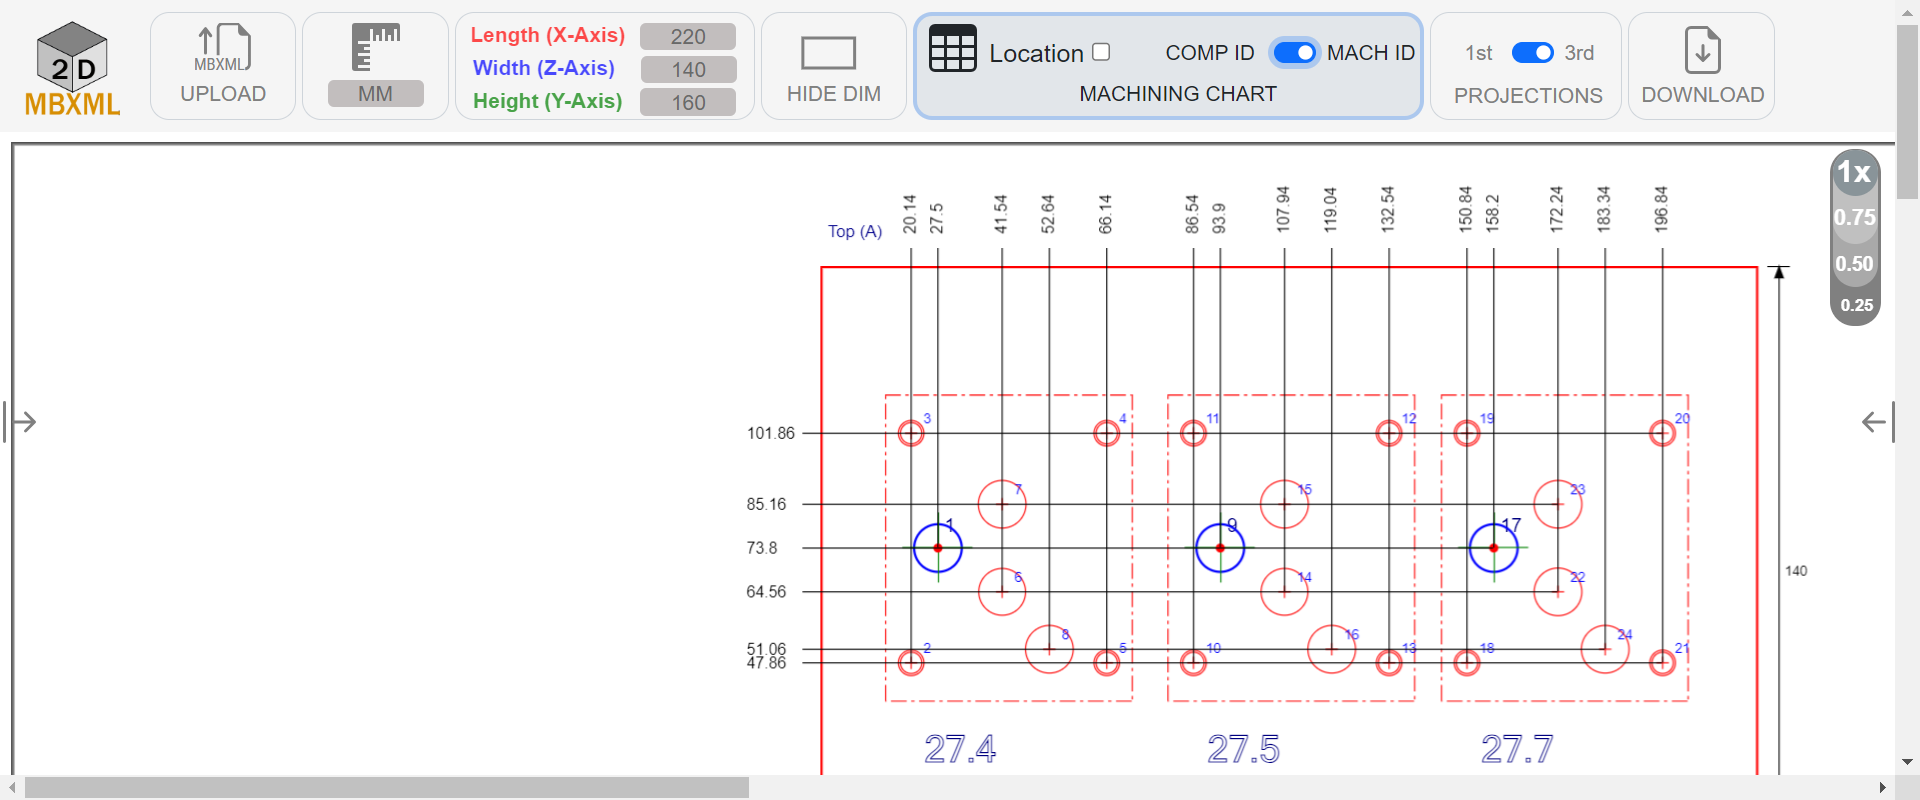 2D
MBXML
MBXML
UPLOAD
MM
Length (X-Axis) 220
Width (Z-Axis) 140
Height (Y-Axis) 160
HIDE DIM
Location COMP ID MACH ID
MACHINING CHART
1st 3rd
PROJECTIONS
DOWNLOAD
1x
0.75
0.50
0.25
Top (A)
20.14 27.5 41.54 52.64 66.14 86.54 93.9 107.94 119.04 132.54 150.84 158.2 172.24 183.34 196.84
101.86 3 4 11 12 19 20
85.16 7 15 23
73.8 1 9 17
64.56 6 14 22
140
51.06 8 16 24
47.86 2 5 10 13 18 21
27.4 27.5 27.7